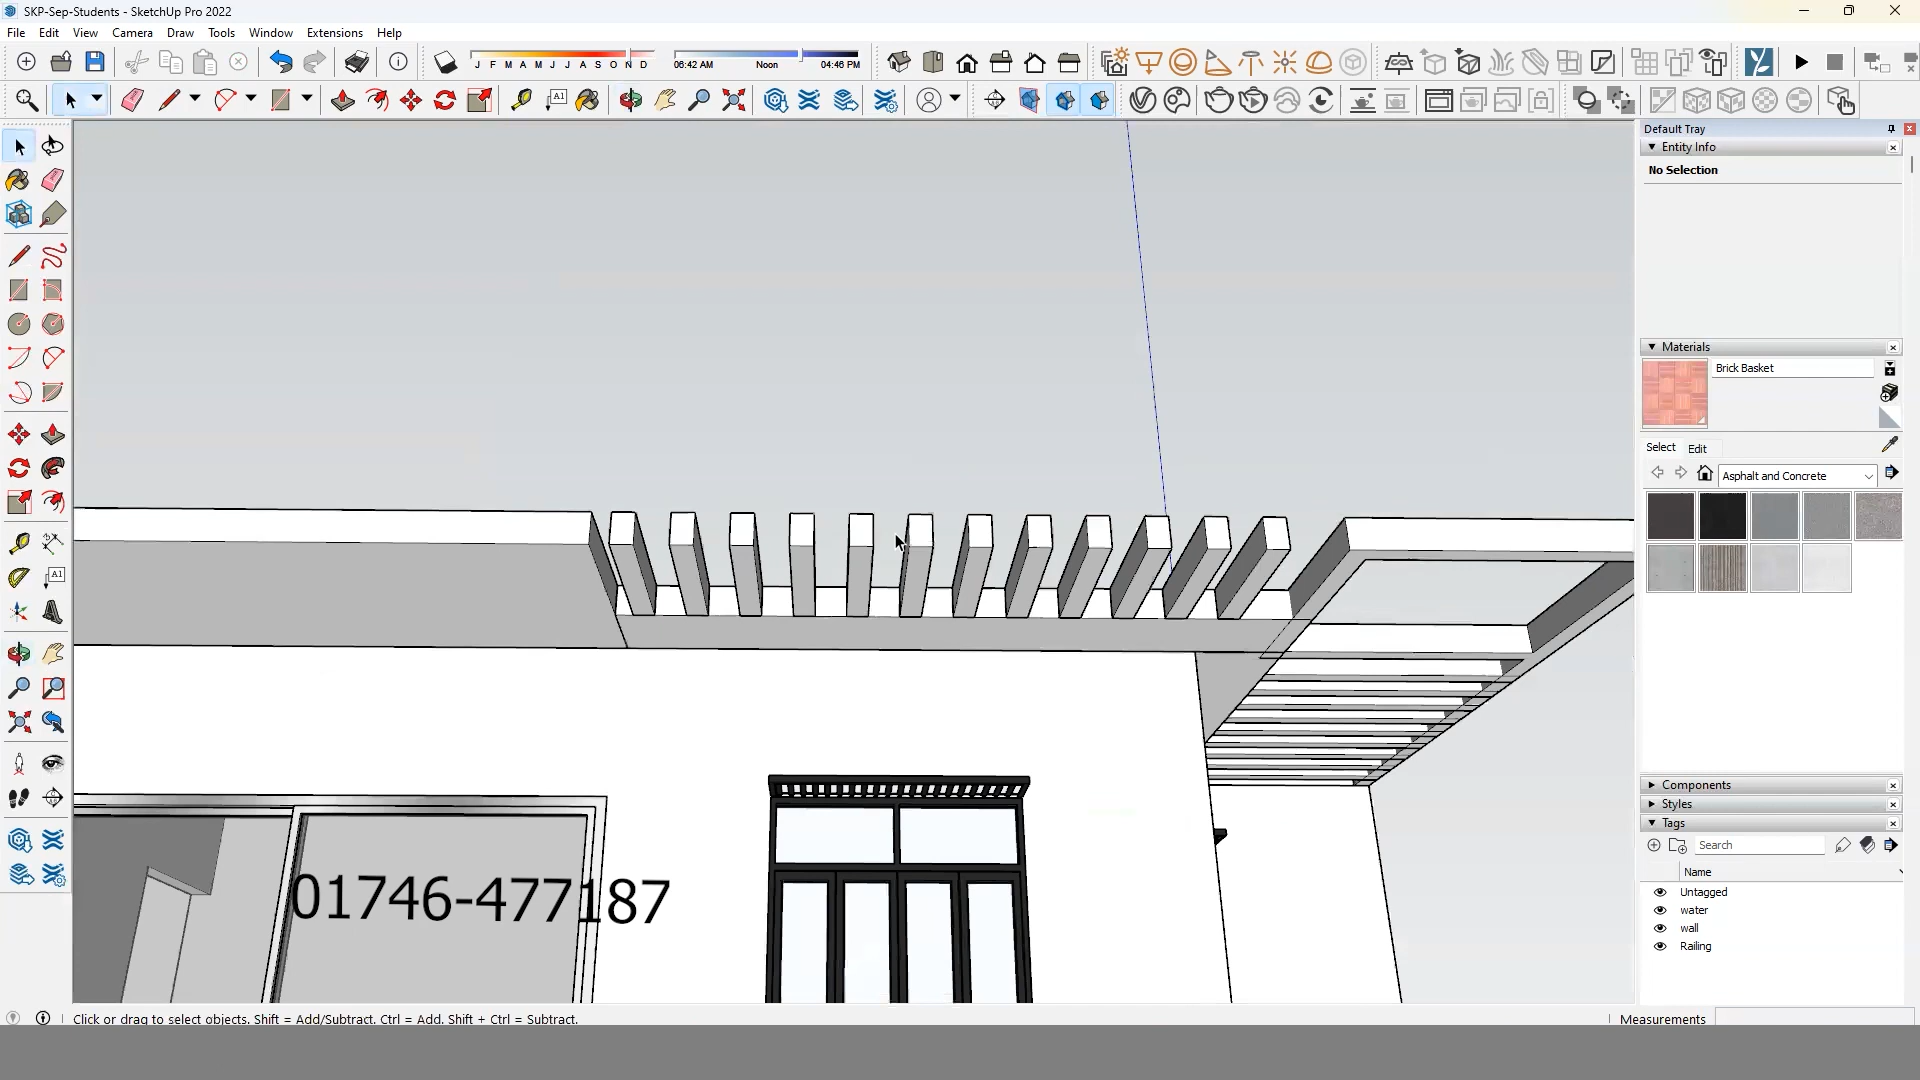 SKP-Sep-Students - SketchUp Pro 2022
File Edit View Camera Draw Tools Window Extensions Help
J F M A M J J A S O N D
06:42 AM Noon 04:46 PM
A1
Default Tray
Entity Info
No Selection
Materials
Brick Basket
Select Edit
Asphalt and Concrete
A1
Components
Styles
Tags
Search
Name
Untagged
water
wall
Railing
01746-477187
Click or drag to select objects. Shift = Add/Subtract. Ctrl = Add. Shift + Ctrl = Subtract.
Measurements